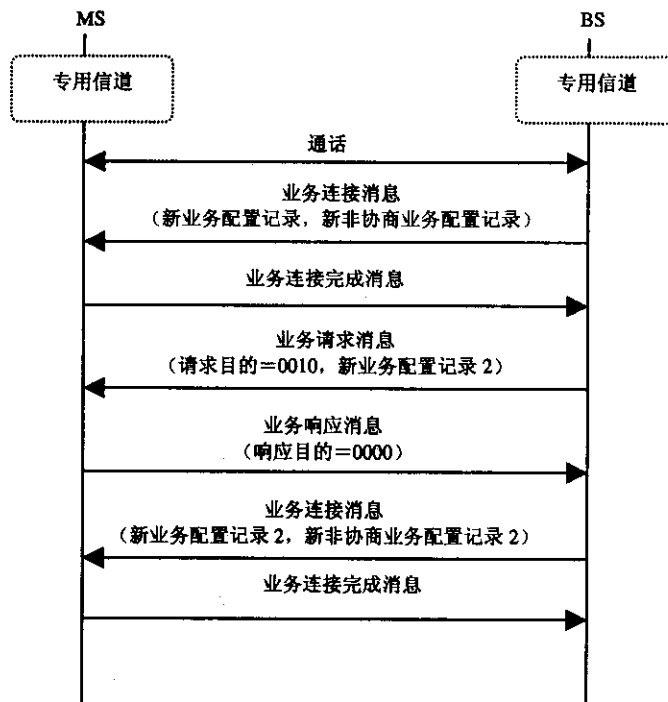 MS
BS
专用信道
专用信道
通话
业务连接消息
（新业务配置记录，新非协商业务配置记录）
业务连接完成消息
业务请求消息
（请求目的＝0010，新业务配置记录 2）
业务响应消息
（响应目的＝0000）
业务连接消息
（新业务配置记录 2，新非协商业务配置记录 2）
业务连接完成消息